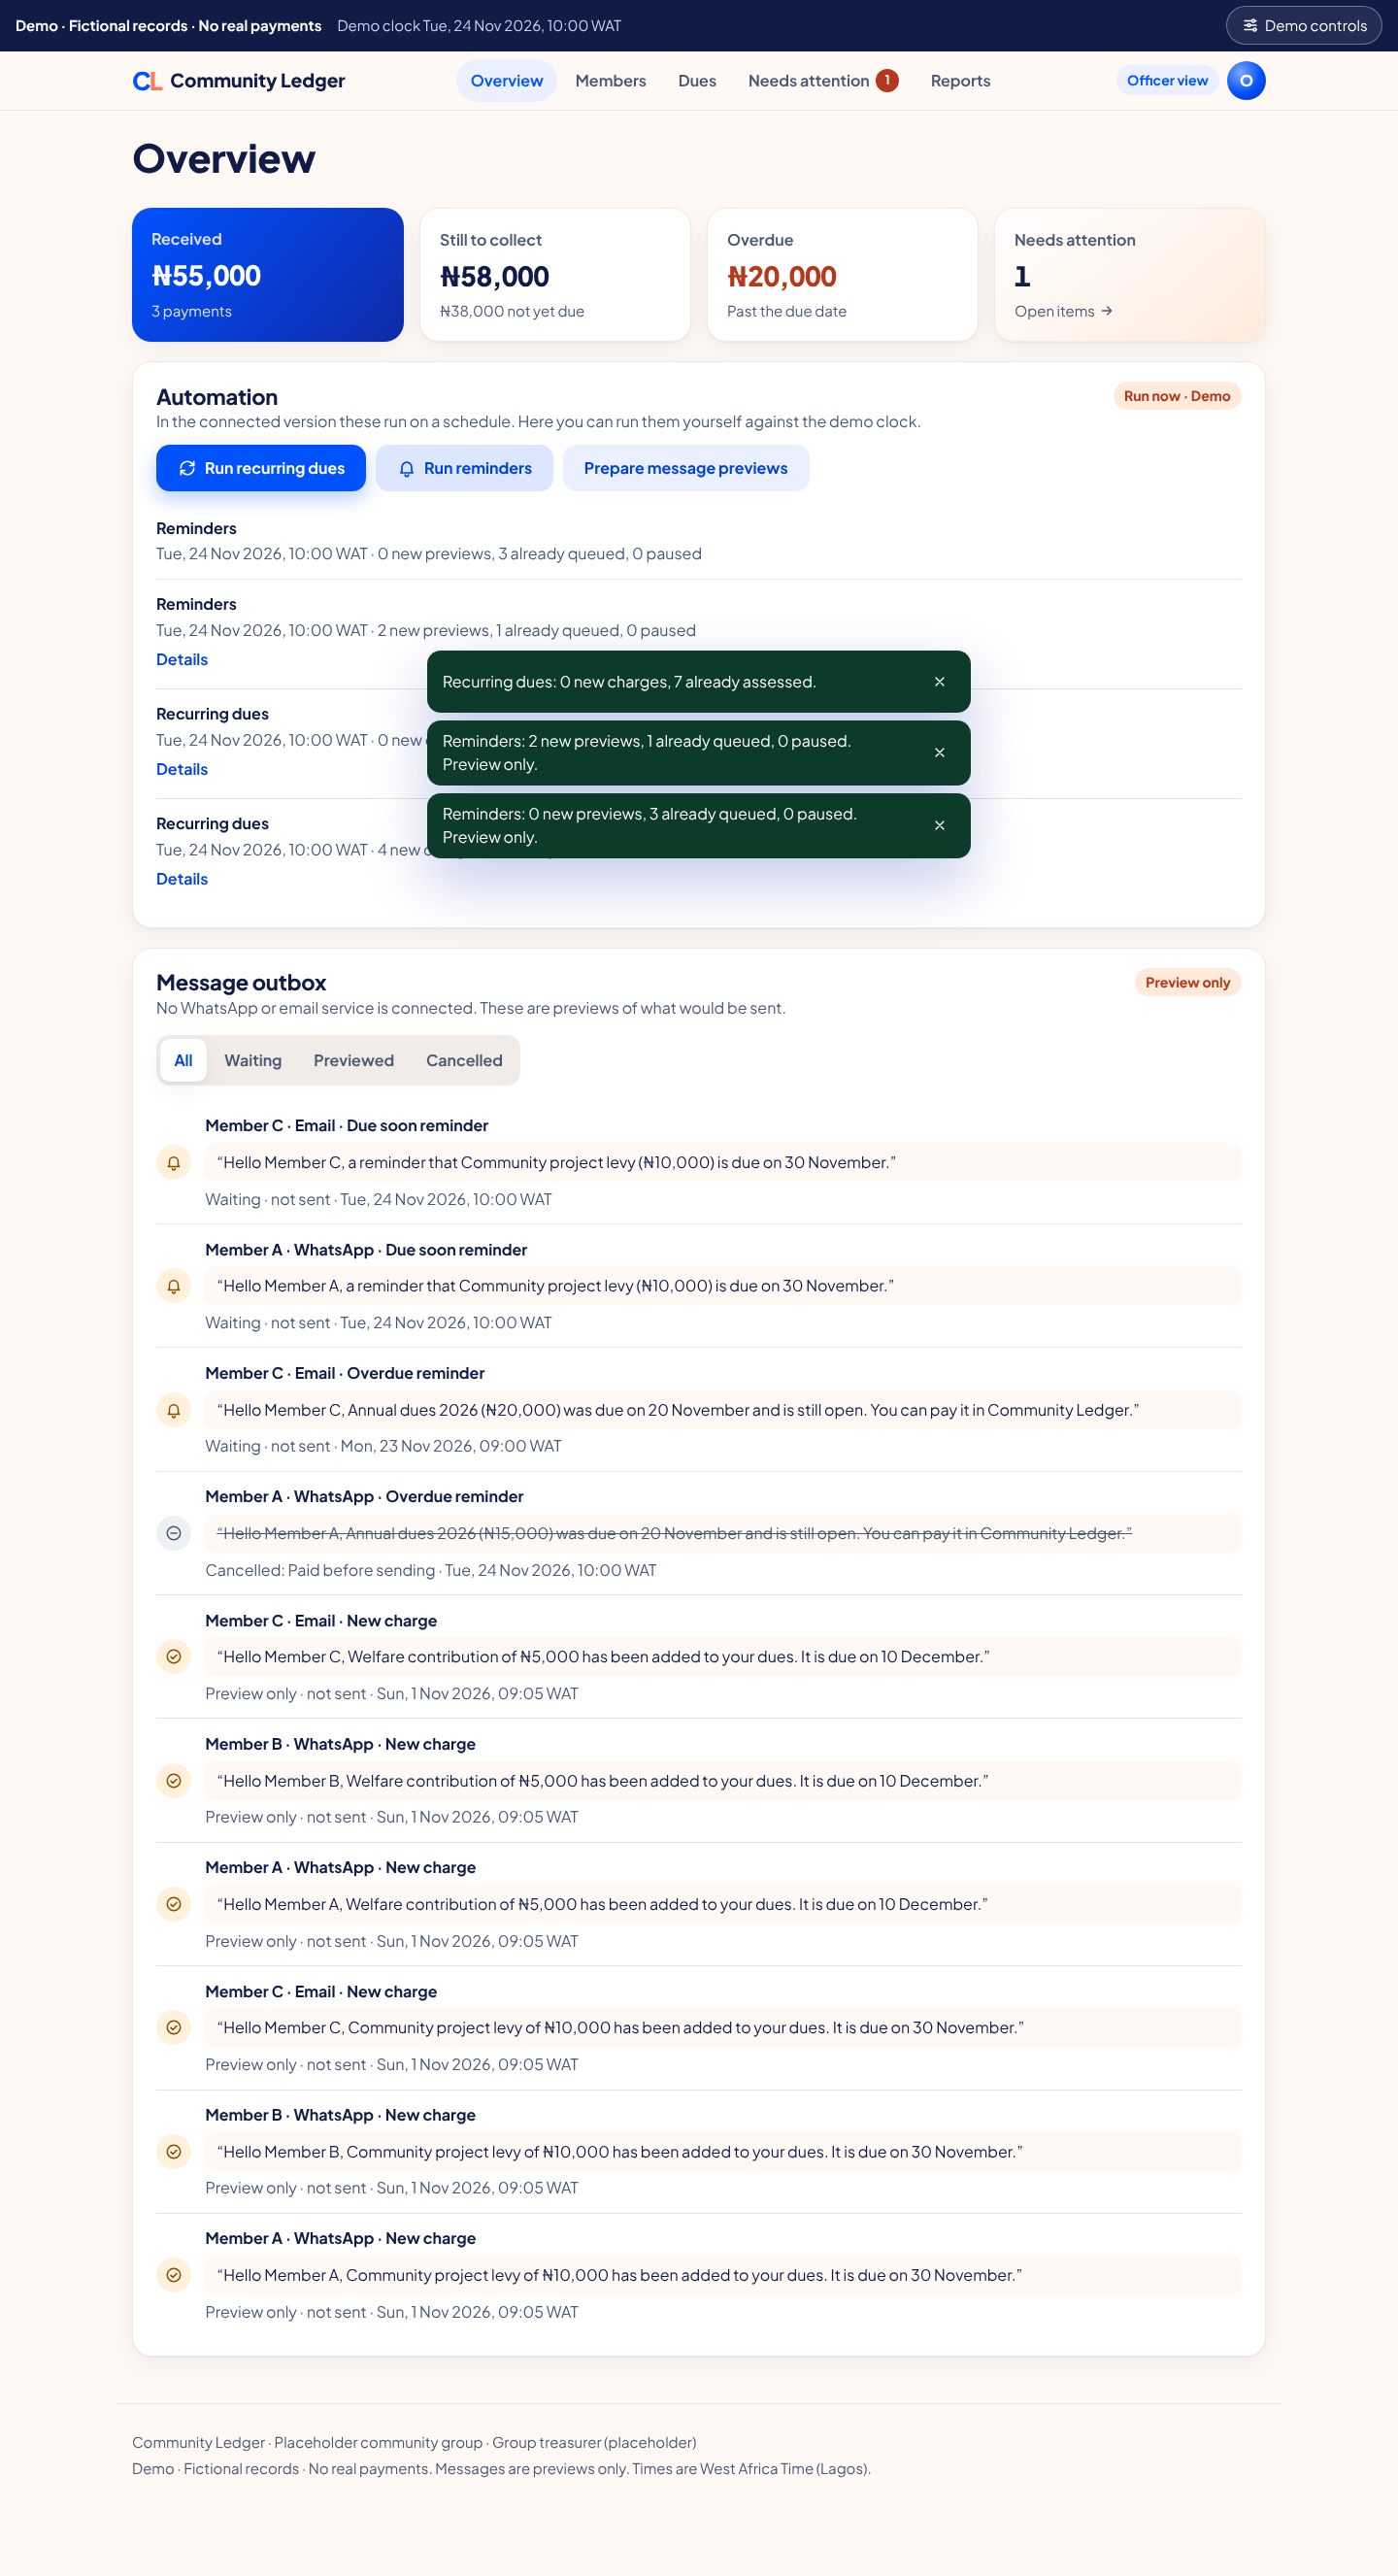 Demo · Fictional records · No real payments Demo clock Tue, 24 Nov 2026, 10:00 WAT Demo controls
CL Community Ledger Overview Members Dues Needs attention 1 Reports Officer view O
Overview
Received
₦55,000
3 payments
Still to collect
₦58,000
₦38,000 not yet due
Overdue
₦20,000
Past the due date
Needs attention
1
Open items →
Automation
Run now · Demo
In the connected version these run on a schedule. Here you can run them yourself against the demo clock.
Run recurring dues Run reminders Prepare message previews
Reminders
Tue, 24 Nov 2026, 10:00 WAT · 0 new previews, 3 already queued, 0 paused
Reminders
Tue, 24 Nov 2026, 10:00 WAT · 2 new previews, 1 already queued, 0 paused
Details
Recurring dues
Tue, 24 Nov 2026, 10:00 WAT · 0 new
Details
Recurring dues
Tue, 24 Nov 2026, 10:00 WAT · 4 new
Details
Recurring dues: 0 new charges, 7 already assessed.
Reminders: 2 new previews, 1 already queued, 0 paused.
Preview only.
Reminders: 0 new previews, 3 already queued, 0 paused.
Preview only.
Message outbox
Preview only
No WhatsApp or email service is connected. These are previews of what would be sent.
All Waiting Previewed Cancelled
Member C · Email · Due soon reminder
“Hello Member C, a reminder that Community project levy (₦10,000) is due on 30 November.”
Waiting · not sent · Tue, 24 Nov 2026, 10:00 WAT
Member A · WhatsApp · Due soon reminder
“Hello Member A, a reminder that Community project levy (₦10,000) is due on 30 November.”
Waiting · not sent · Tue, 24 Nov 2026, 10:00 WAT
Member C · Email · Overdue reminder
“Hello Member C, Annual dues 2026 (₦20,000) was due on 20 November and is still open. You can pay it in Community Ledger.”
Waiting · not sent · Mon, 23 Nov 2026, 09:00 WAT
Member A · WhatsApp · Overdue reminder
“Hello Member A, Annual dues 2026 (₦15,000) was due on 20 November and is still open. You can pay it in Community Ledger.”
Cancelled: Paid before sending · Tue, 24 Nov 2026, 10:00 WAT
Member C · Email · New charge
“Hello Member C, Welfare contribution of ₦5,000 has been added to your dues. It is due on 10 December.”
Preview only · not sent · Sun, 1 Nov 2026, 09:05 WAT
Member B · WhatsApp · New charge
“Hello Member B, Welfare contribution of ₦5,000 has been added to your dues. It is due on 10 December.”
Preview only · not sent · Sun, 1 Nov 2026, 09:05 WAT
Member A · WhatsApp · New charge
“Hello Member A, Welfare contribution of ₦5,000 has been added to your dues. It is due on 10 December.”
Preview only · not sent · Sun, 1 Nov 2026, 09:05 WAT
Member C · Email · New charge
“Hello Member C, Community project levy of ₦10,000 has been added to your dues. It is due on 30 November.”
Preview only · not sent · Sun, 1 Nov 2026, 09:05 WAT
Member B · WhatsApp · New charge
“Hello Member B, Community project levy of ₦10,000 has been added to your dues. It is due on 30 November.”
Preview only · not sent · Sun, 1 Nov 2026, 09:05 WAT
Member A · WhatsApp · New charge
“Hello Member A, Community project levy of ₦10,000 has been added to your dues. It is due on 30 November.”
Preview only · not sent · Sun, 1 Nov 2026, 09:05 WAT
Community Ledger · Placeholder community group · Group treasurer (placeholder)
Demo · Fictional records · No real payments. Messages are previews only. Times are West Africa Time (Lagos).